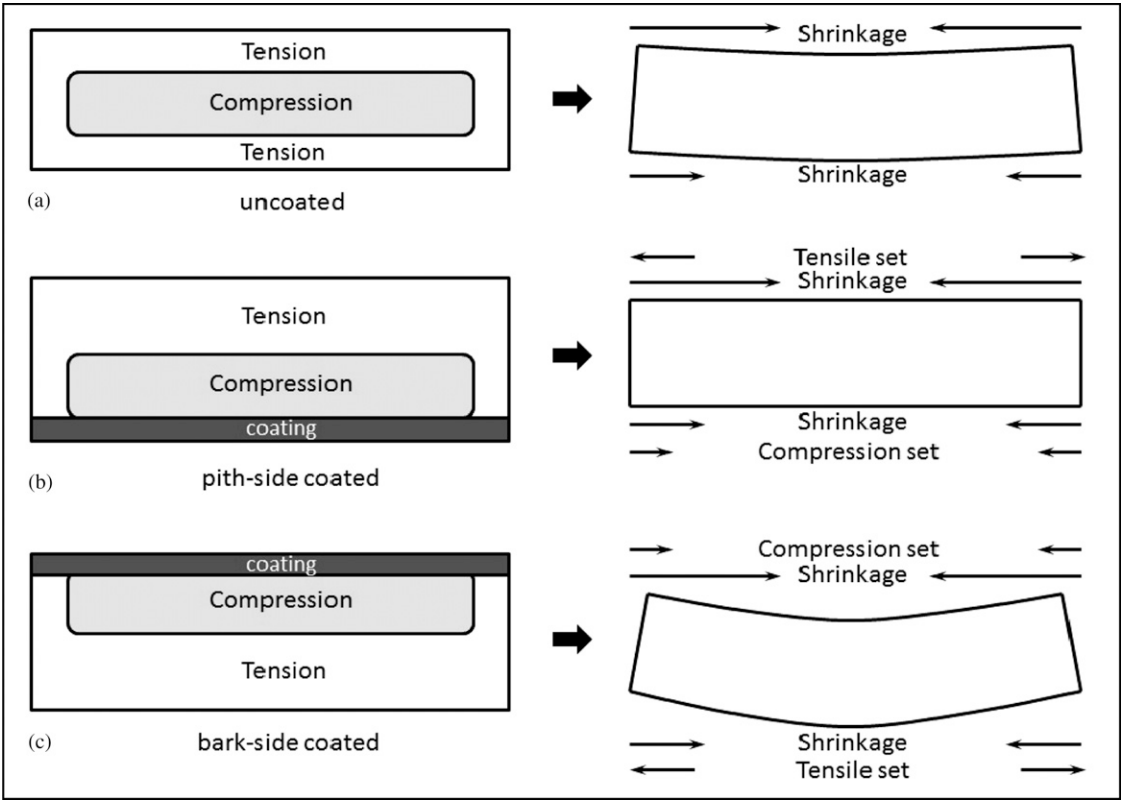 Tension
Compression
Tension
(a)
uncoated
Shrinkage
Shrinkage
Tension
Compression
coating
(b)
pith-side coated
Tensile set
Shrinkage
Shrinkage
Compression set
coating
Compression
Tension
(c)
bark-side coated
Compression set
Shrinkage
Shrinkage
Tensile set